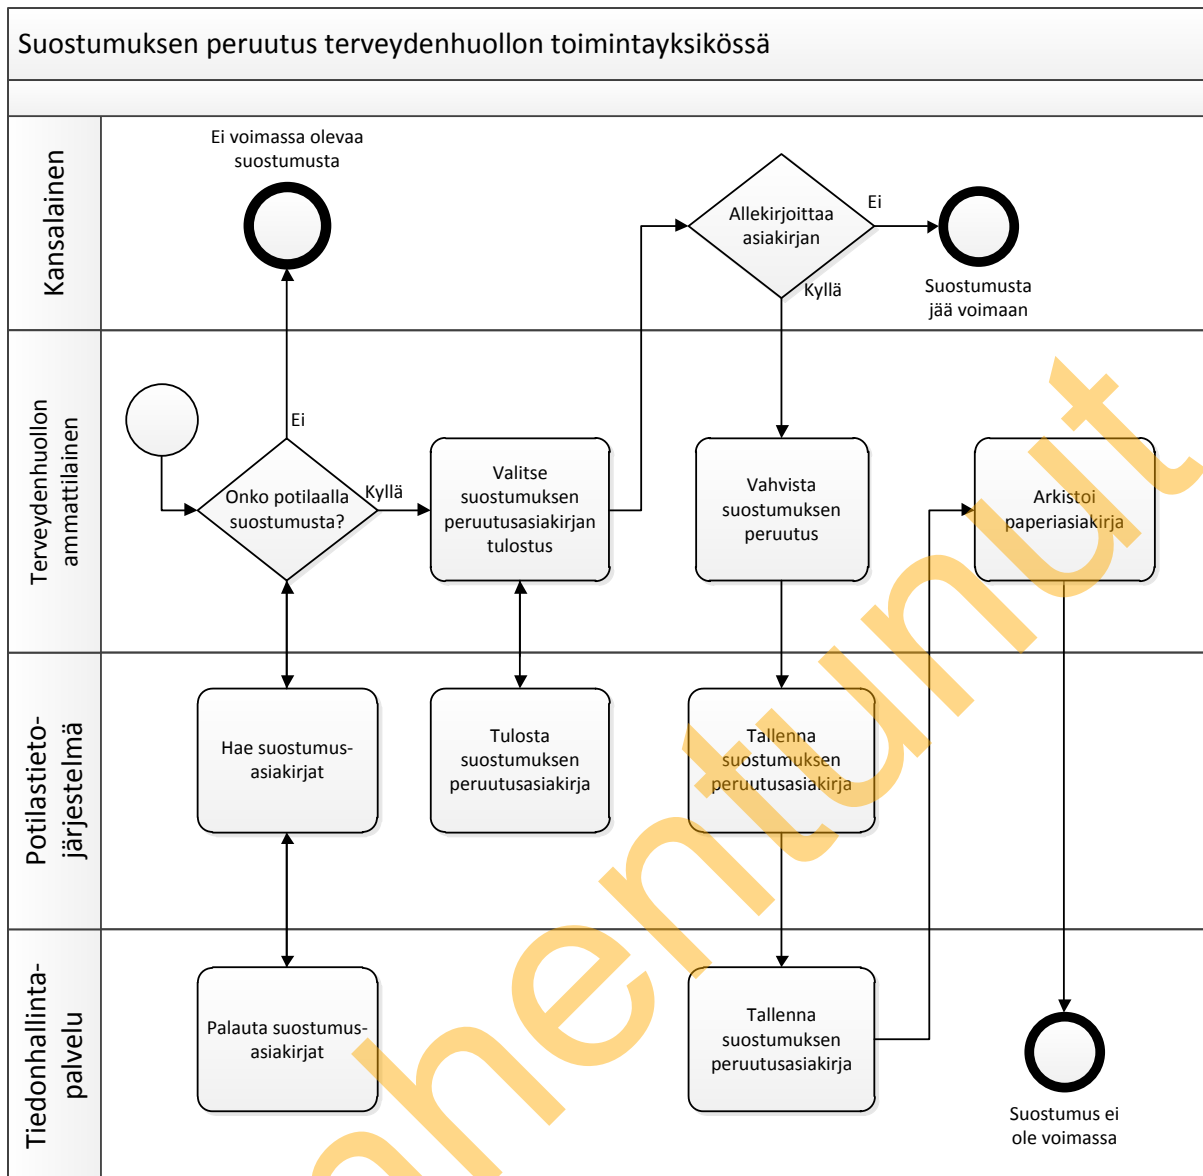 Suostumuksen peruutus terveydenhuollon toimintayksikössä
Kansalainen
Ei voimassa olevaa
suostumusta
Allekirjoittaa
asiakirjan
Ei
Kyllä
Suostumusta
jää voimaan
Terveydenhuollon
ammattilainen
Onko potilaalla
suostumusta?
Ei
Kyllä
Valitse
suostumuksen
peruutusasiakirjan
tulostus
Vahvista
suostumuksen
peruutus
Arkistoi
paperiasiakirja
Potilastieto-
järjestelmä
Hae suostumus-
asiakirjat
Tulosta
suostumuksen
peruutusasiakirja
Tallenna
suostumuksen
peruutusasiakirja
Tiedonhallinta-
palvelu
Palauta suostumus-
asiakirjat
Tallenna
suostumuksen
peruutusasiakirja
Suostumus ei
ole voimassa
hentunut